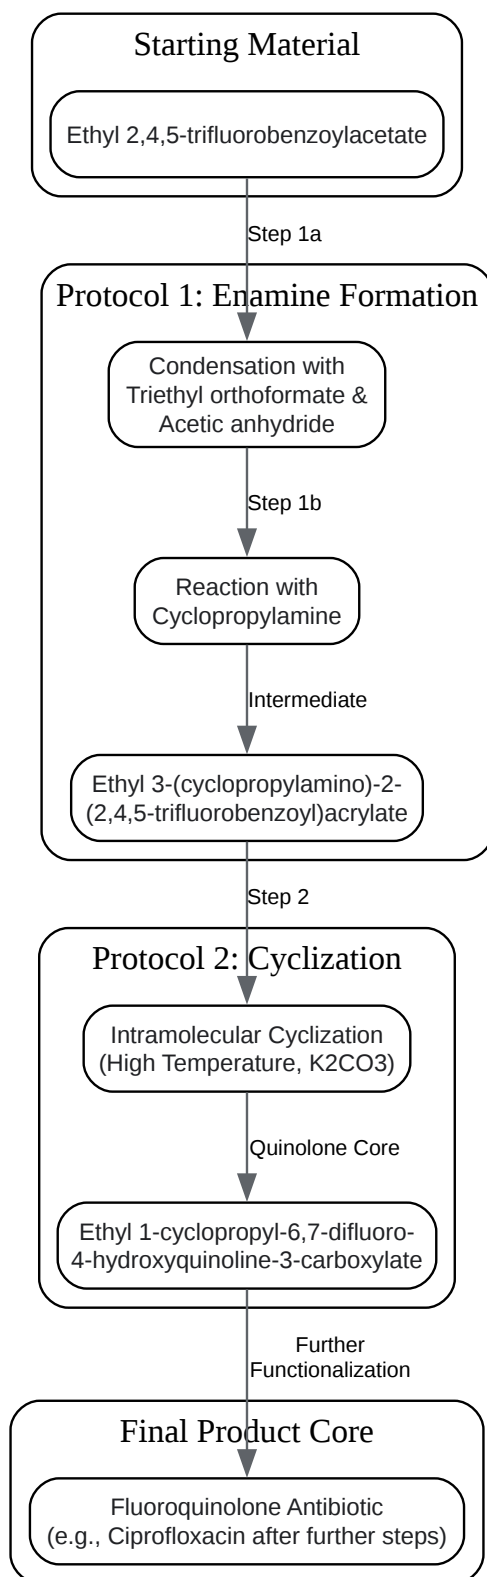 Starting Material
Ethyl 2,4,5-trifluorobenzoylacetate
Step 1a
Protocol 1: Enamine Formation
Condensation with
Triethyl orthoformate &
Acetic anhydride
Step 1b
Reaction with
Cyclopropylamine
Intermediate
Ethyl 3-(cyclopropylamino)-2-
(2,4,5-trifluorobenzoyl)acrylate
Step 2
Protocol 2: Cyclization
Intramolecular Cyclization
(High Temperature, K2CO3)
Quinolone Core
Ethyl 1-cyclopropyl-6,7-difluoro-
4-hydroxyquinoline-3-carboxylate
Further
Functionalization
Final Product Core
Fluoroquinolone Antibiotic
(e.g., Ciprofloxacin after further steps)